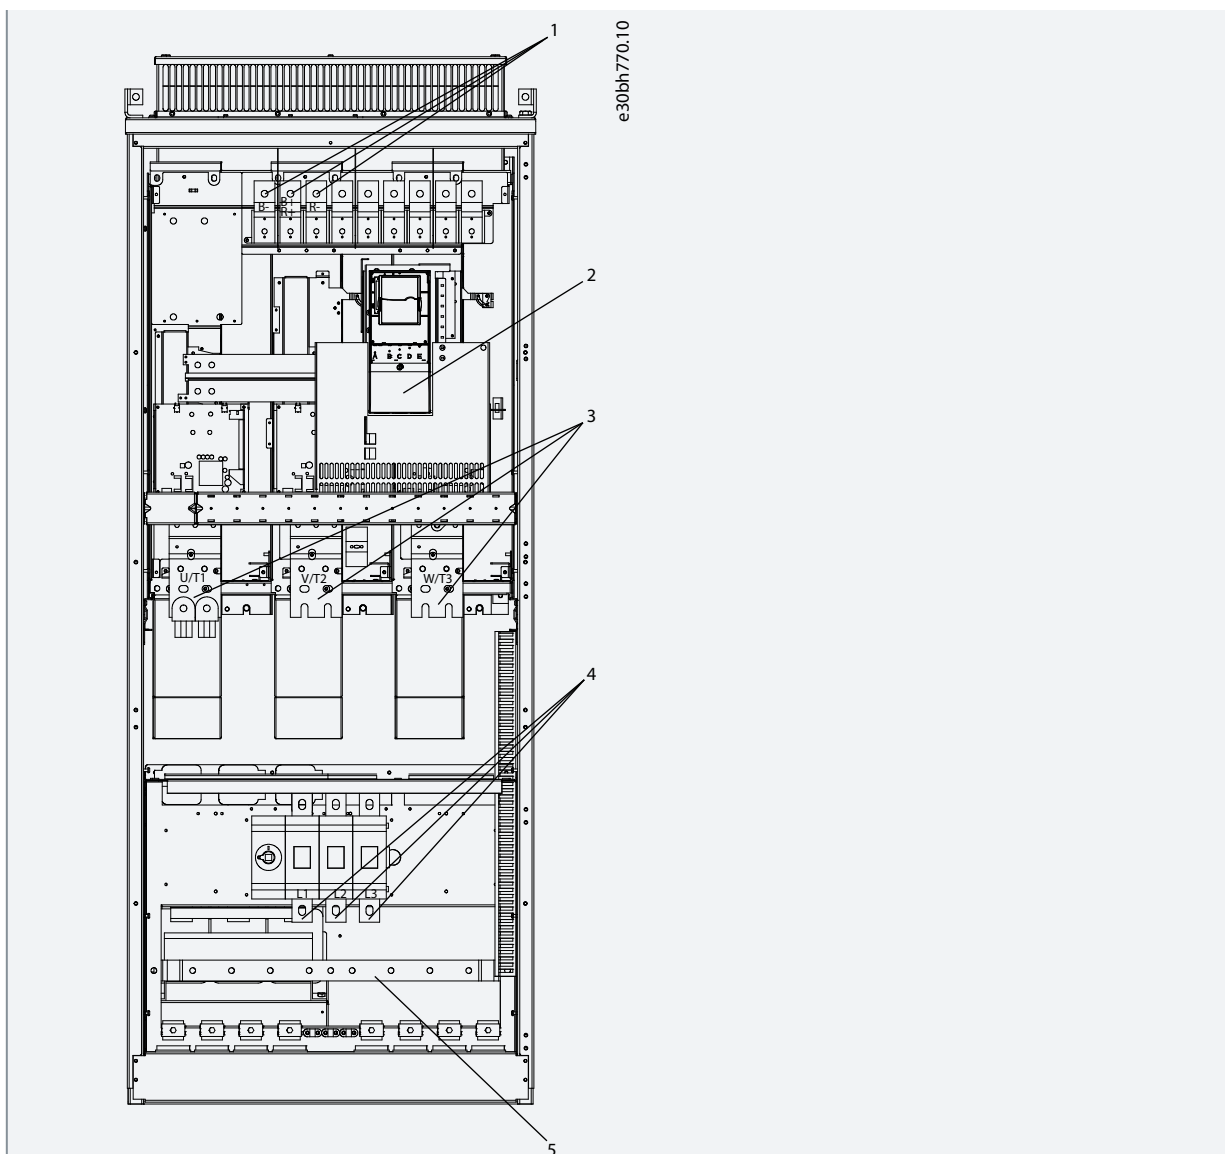 1
e30bh770.10
B-
B+
R+
R-
2
A B C D E
3
U/T1
V/T2
W/T3
4
L1
L2
L3
5